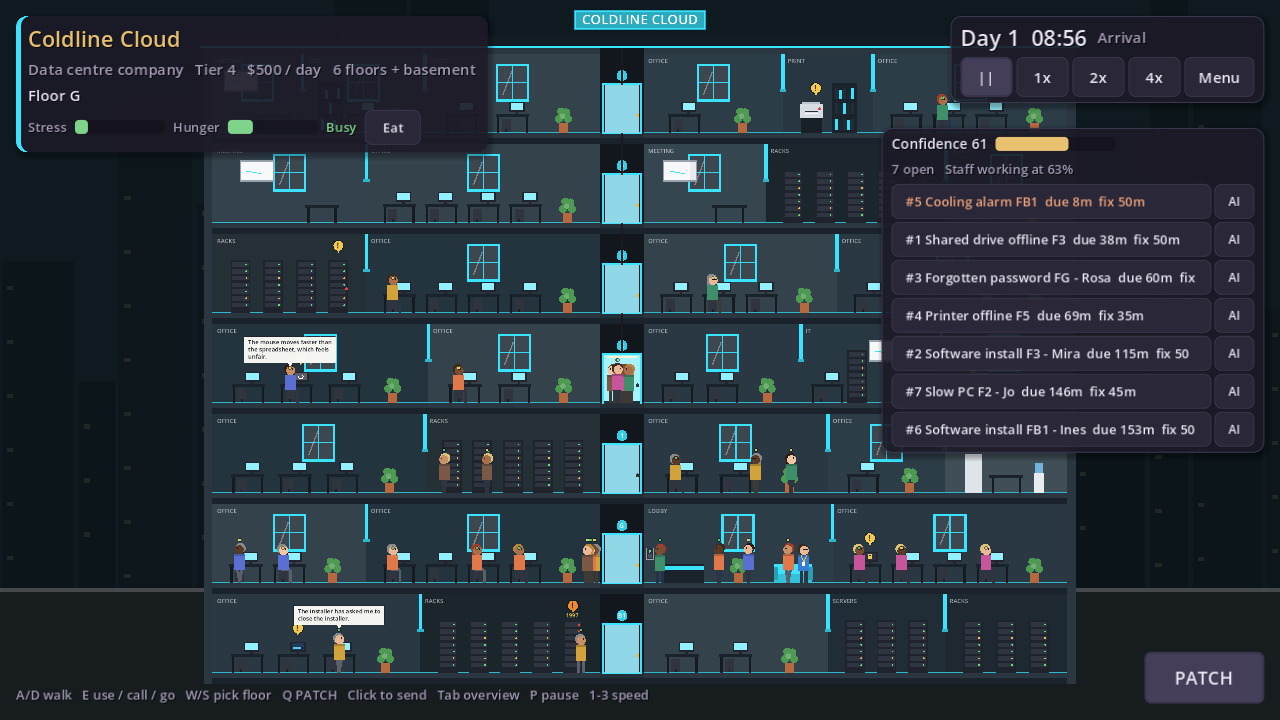 COLDLINE CLOUD
Coldline Cloud
Data centre company Tier 4 $500 / day 6 floors + basement
Floor G
Stress Hunger Busy Eat
Day 1 08:56 Arrival
|| 1x 2x 4x Menu
Confidence 61
7 open Staff working at 63%
#5 Cooling alarm FB1 due 8m fix 50m AI
#1 Shared drive offline F3 due 38m fix 50m AI
#3 Forgotten password FG - Rosa due 60m fix AI
#4 Printer offline F5 due 69m fix 35m AI
#2 Software install F3 - Mira due 115m fix 50 AI
#7 Slow PC F2 - Jo due 146m fix 45m AI
#6 Software install FB1 - Ines due 153m fix 50 AI
OFFICE PRINT OFFICE
MEETING RACKS
RACKS OFFICE OFFICE OFFICE
OFFICE OFFICE OFFICE IT
The mouse moves faster than
the spreadsheet, which feels
unfair.
OFFICE RACKS 1 OFFICE OFFICE
OFFICE OFFICE G LOBBY OFFICE
OFFICE RACKS 1997 B1 OFFICE SERVERS RACKS
The installer has asked me to
close the installer.
A/D walk E use / call / go W/S pick floor Q PATCH Click to send Tab overview P pause 1-3 speed
PATCH